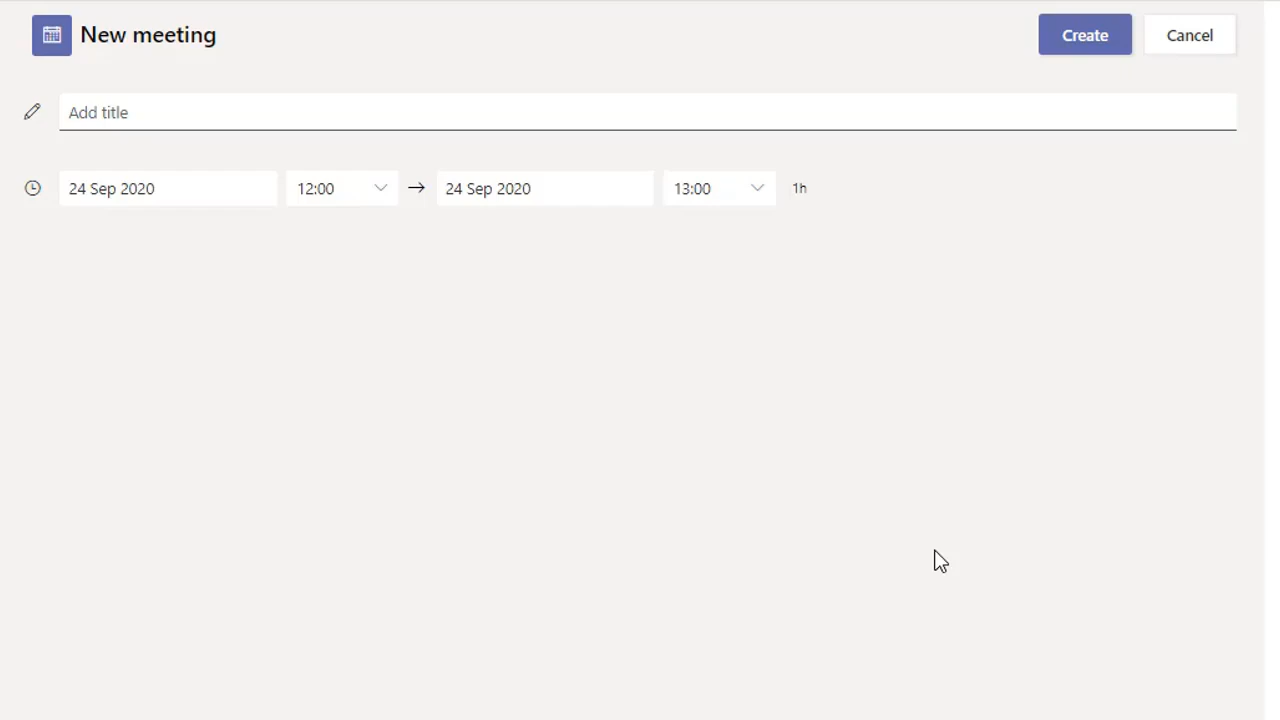 New meeting
Create
Cancel
Add title
24 Sep 2020 12:00 → 24 Sep 2020 13:00 1h